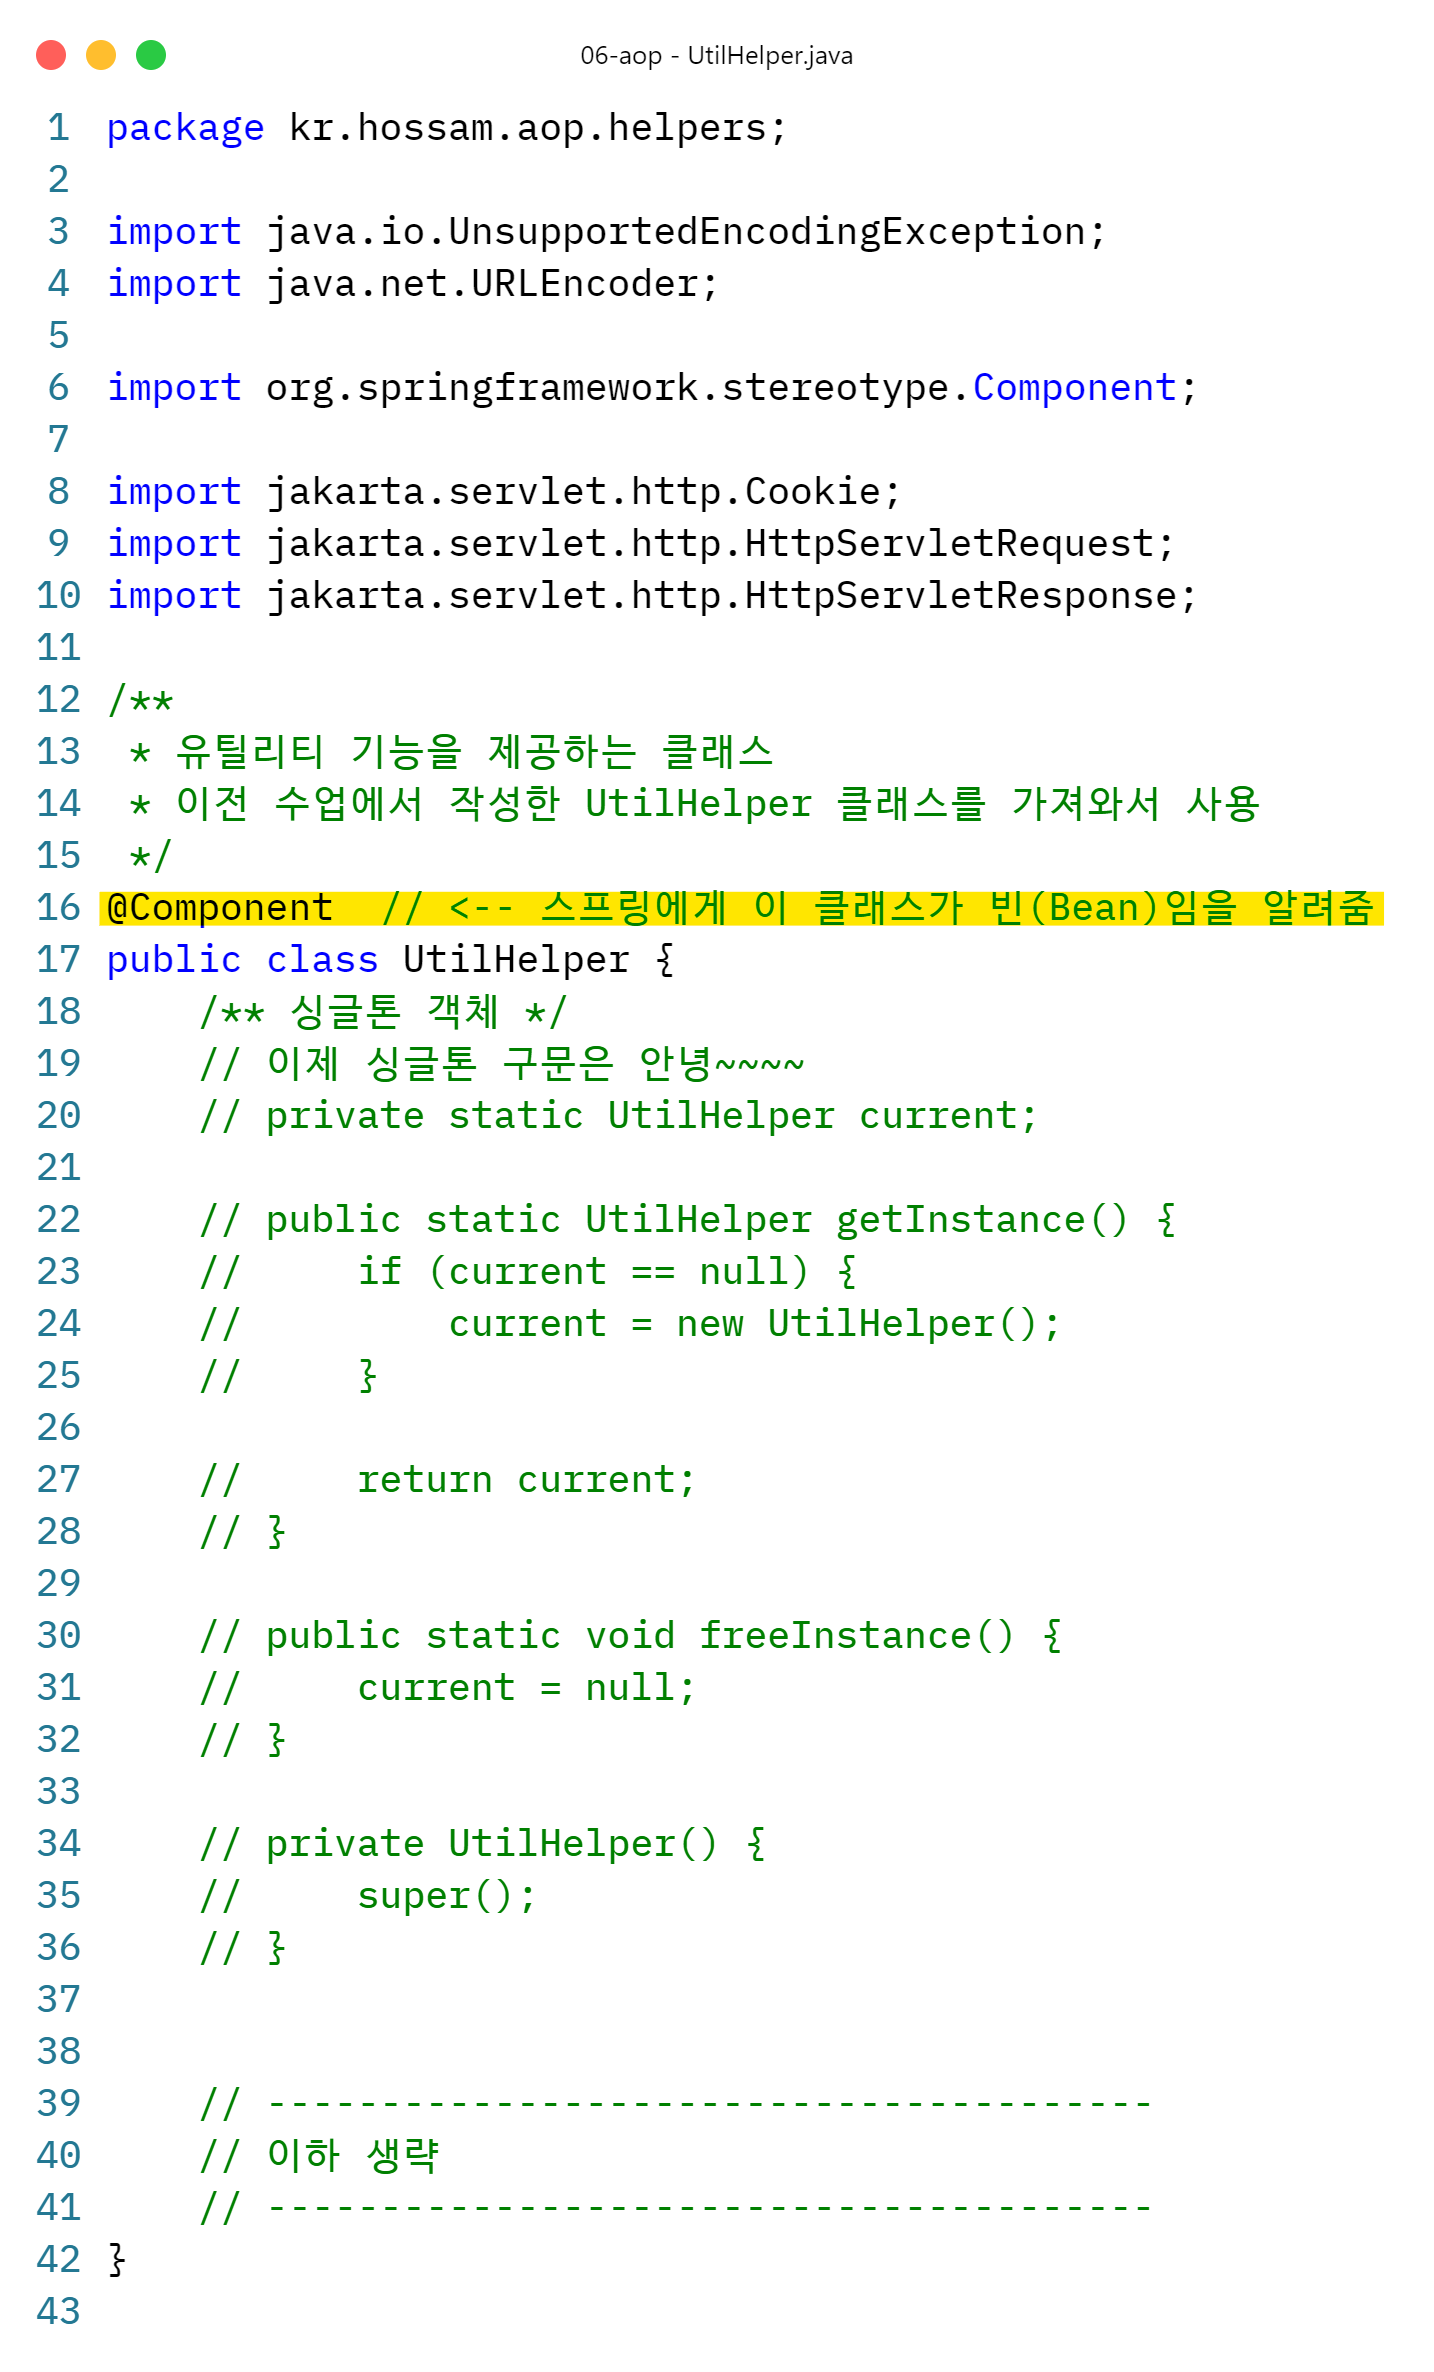 06-aop - UtilHelper.java
1 package kr.hossam.aop.helpers;
2
3 import java.io.UnsupportedEncodingException;
4 import java.net.URLEncoder;
5
6 import org.springframework.stereotype.Component;
7
8 import jakarta.servlet.http.Cookie;
9 import jakarta.servlet.http.HttpServletRequest;
10 import jakarta.servlet.http.HttpServletResponse;
11
12 /**
13  * 유틸리티 기능을 제공하는 클래스
14  * 이전 수업에서 작성한 UtilHelper 클래스를 가져와서 사용
15  */
16 @Component  // <-- 스프링에게 이 클래스가 빈(Bean)임을 알려줌
17 public class UtilHelper {
18     /** 싱글톤 객체 */
19     // 이제 싱글톤 구문은 안녕~~~~
20     // private static UtilHelper current;
21
22     // public static UtilHelper getInstance() {
23     //     if (current == null) {
24     //         current = new UtilHelper();
25     //     }
26
27     //     return current;
28     // }
29
30     // public static void freeInstance() {
31     //     current = null;
32     // }
33
34     // private UtilHelper() {
35     //     super();
36     // }
37
38
39     // ---------------------------------------
40     // 이하 생략
41     // ---------------------------------------
42 }
43